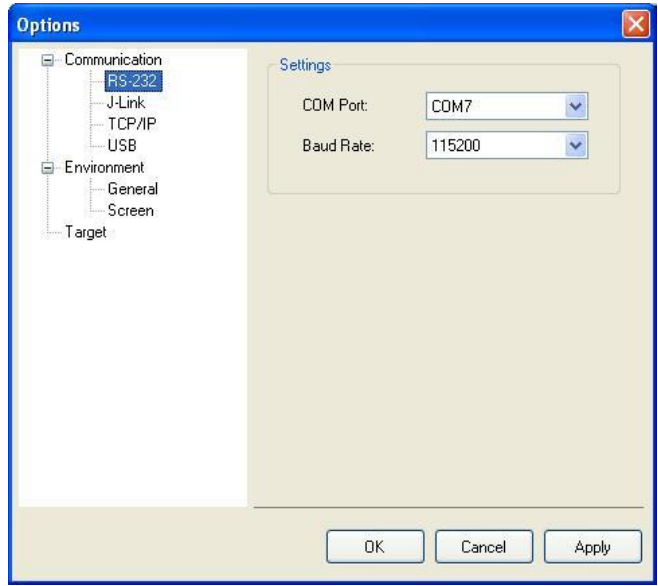 Options
Communication
RS-232
J-Link
TCP/IP
USB
Environment
General
Screen
Target
Settings
COM Port: COM7
Baud Rate: 115200
OK Cancel Apply